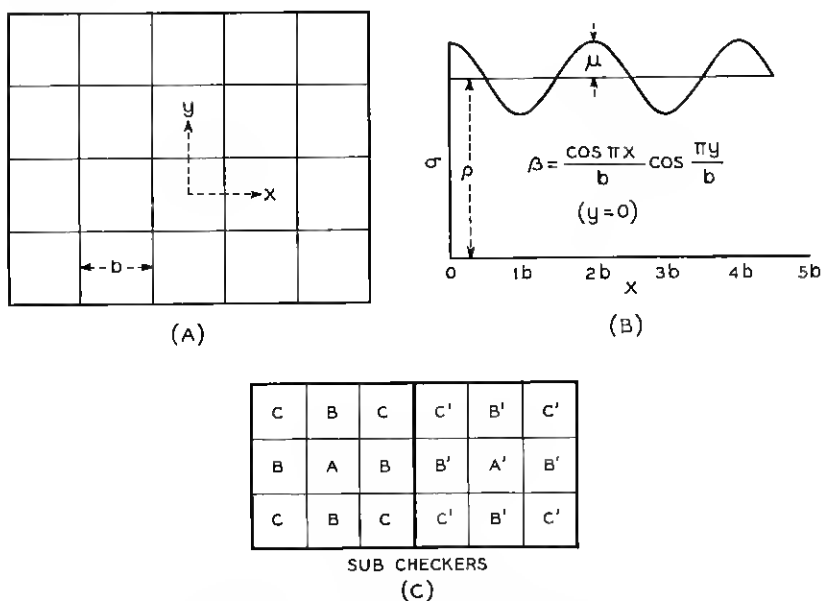 y
x
b
(A)
μ
σ
ρ
β = cos πx / b cos πy / b
(y=0)
0 1b 2b 3b 4b 5b
x
(B)
C B C C' B' C'
B A B B' A' B'
C B C C' B' C'
SUB CHECKERS
(C)